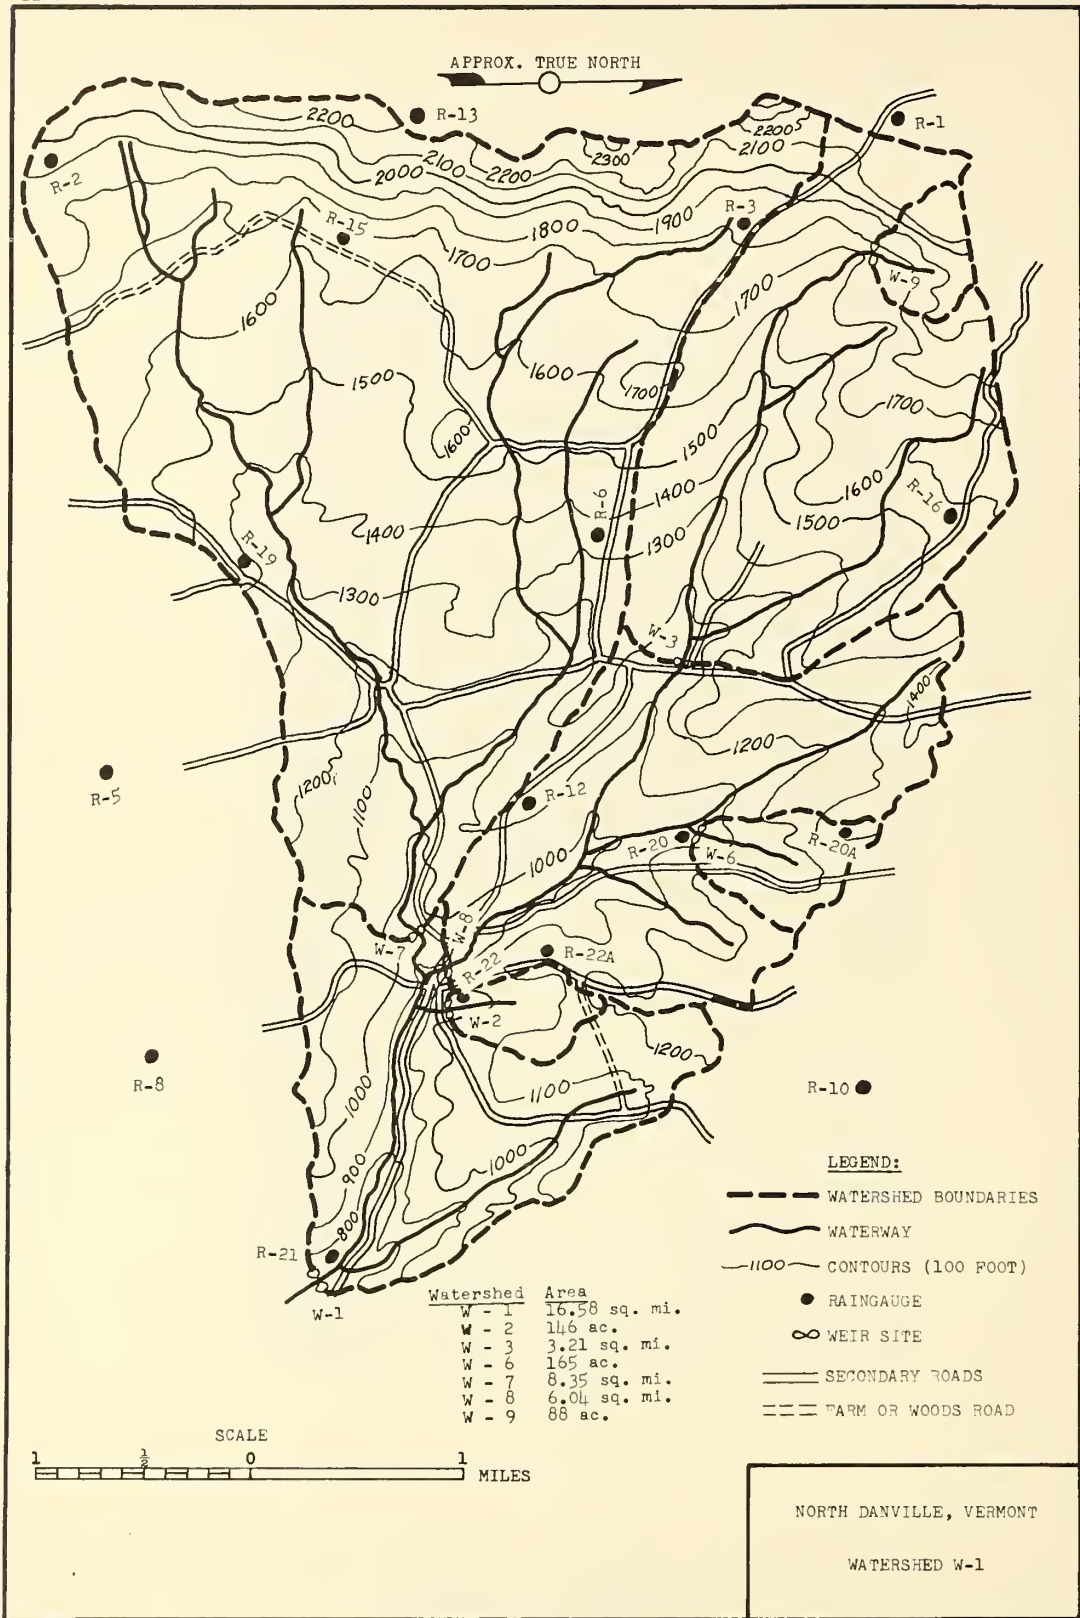 APPROX. TRUE NORTH
2200
R-13
2200
R-1
2300
2100
2100
2200
2000
R-2
1900
R-3
R-15
1800
1700
W-9
1700
1600
1500
1600
1700
1700
1600
1500
1600
R-16
1400
R-6
1500
1400
1300
R-19
1300
W-3
1400
1200
1200
R-5
1100
R-12
R-20
W-6
R-20A
1000
W-8
W-7
R-22
R-22A
W-2
1200
R-8
1000
1100
R-10
1000
900
800
R-21
W-1
LEGEND:
WATERSHED BOUNDARIES
WATERWAY
1100 CONTOURS (100 FOOT)
RAINGAUGE
WEIR SITE
SECONDARY ROADS
FARM OR WOODS ROAD
Watershed Area
W - 1 16.58 sq. mi.
W - 2 146 ac.
W - 3 3.21 sq. mi.
W - 6 165 ac.
W - 7 8.35 sq. mi.
W - 8 6.04 sq. mi.
W - 9 88 ac.
SCALE
1 ½ 0 1
MILES
NORTH DANVILLE, VERMONT
WATERSHED W-1